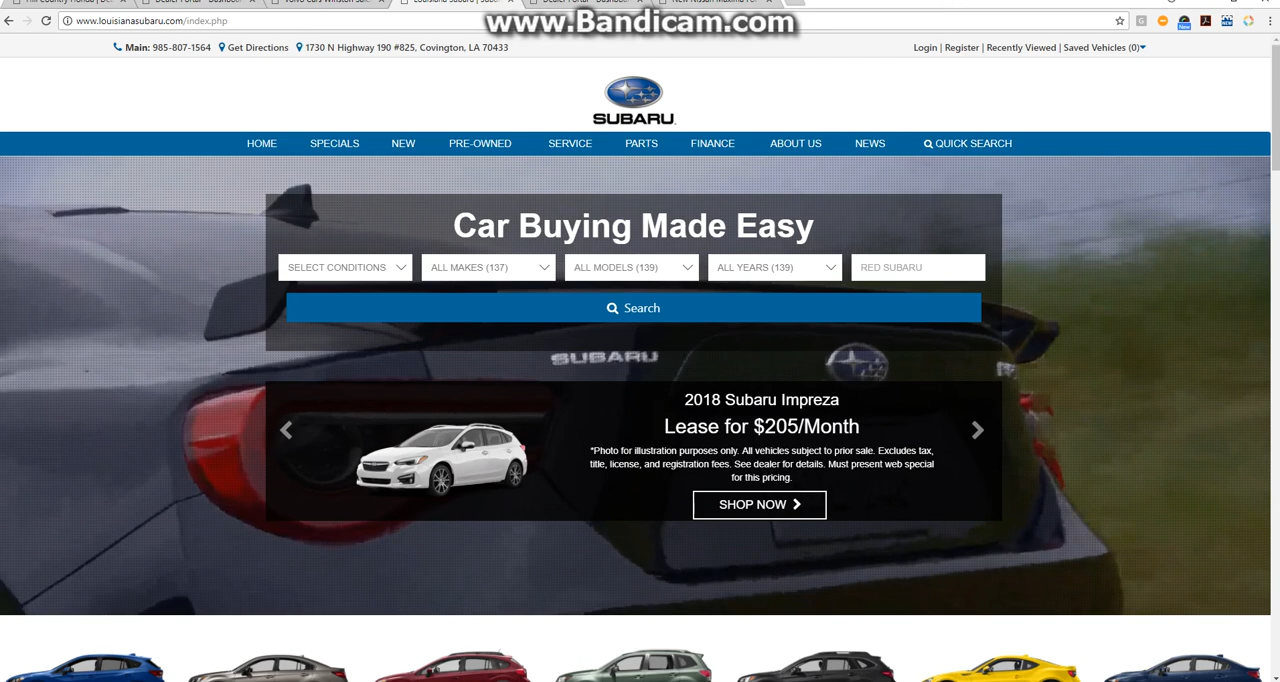 Dealer Portal - Dashboard
www.louisianasubaru.com/index.php
www.Bandicam.com
Main: 985-807-1564 Get Directions 1730 N Highway 190 #825, Covington, LA 70433
Login | Register | Recently Viewed | Saved Vehicles (0)
SUBARU
HOME SPECIALS NEW PRE-OWNED SERVICE PARTS FINANCE ABOUT US NEWS QUICK SEARCH
Car Buying Made Easy
SELECT CONDITIONS ALL MAKES (137) ALL MODELS (139) ALL YEARS (139) RED SUBARU
Search
SUBARU
2018 Subaru Impreza
Lease for $205/Month
*Photo for illustration purposes only. All vehicles subject to prior sale. Excludes tax,
title, license, and registration fees. See dealer for details. Must present web special
for this pricing.
SHOP NOW